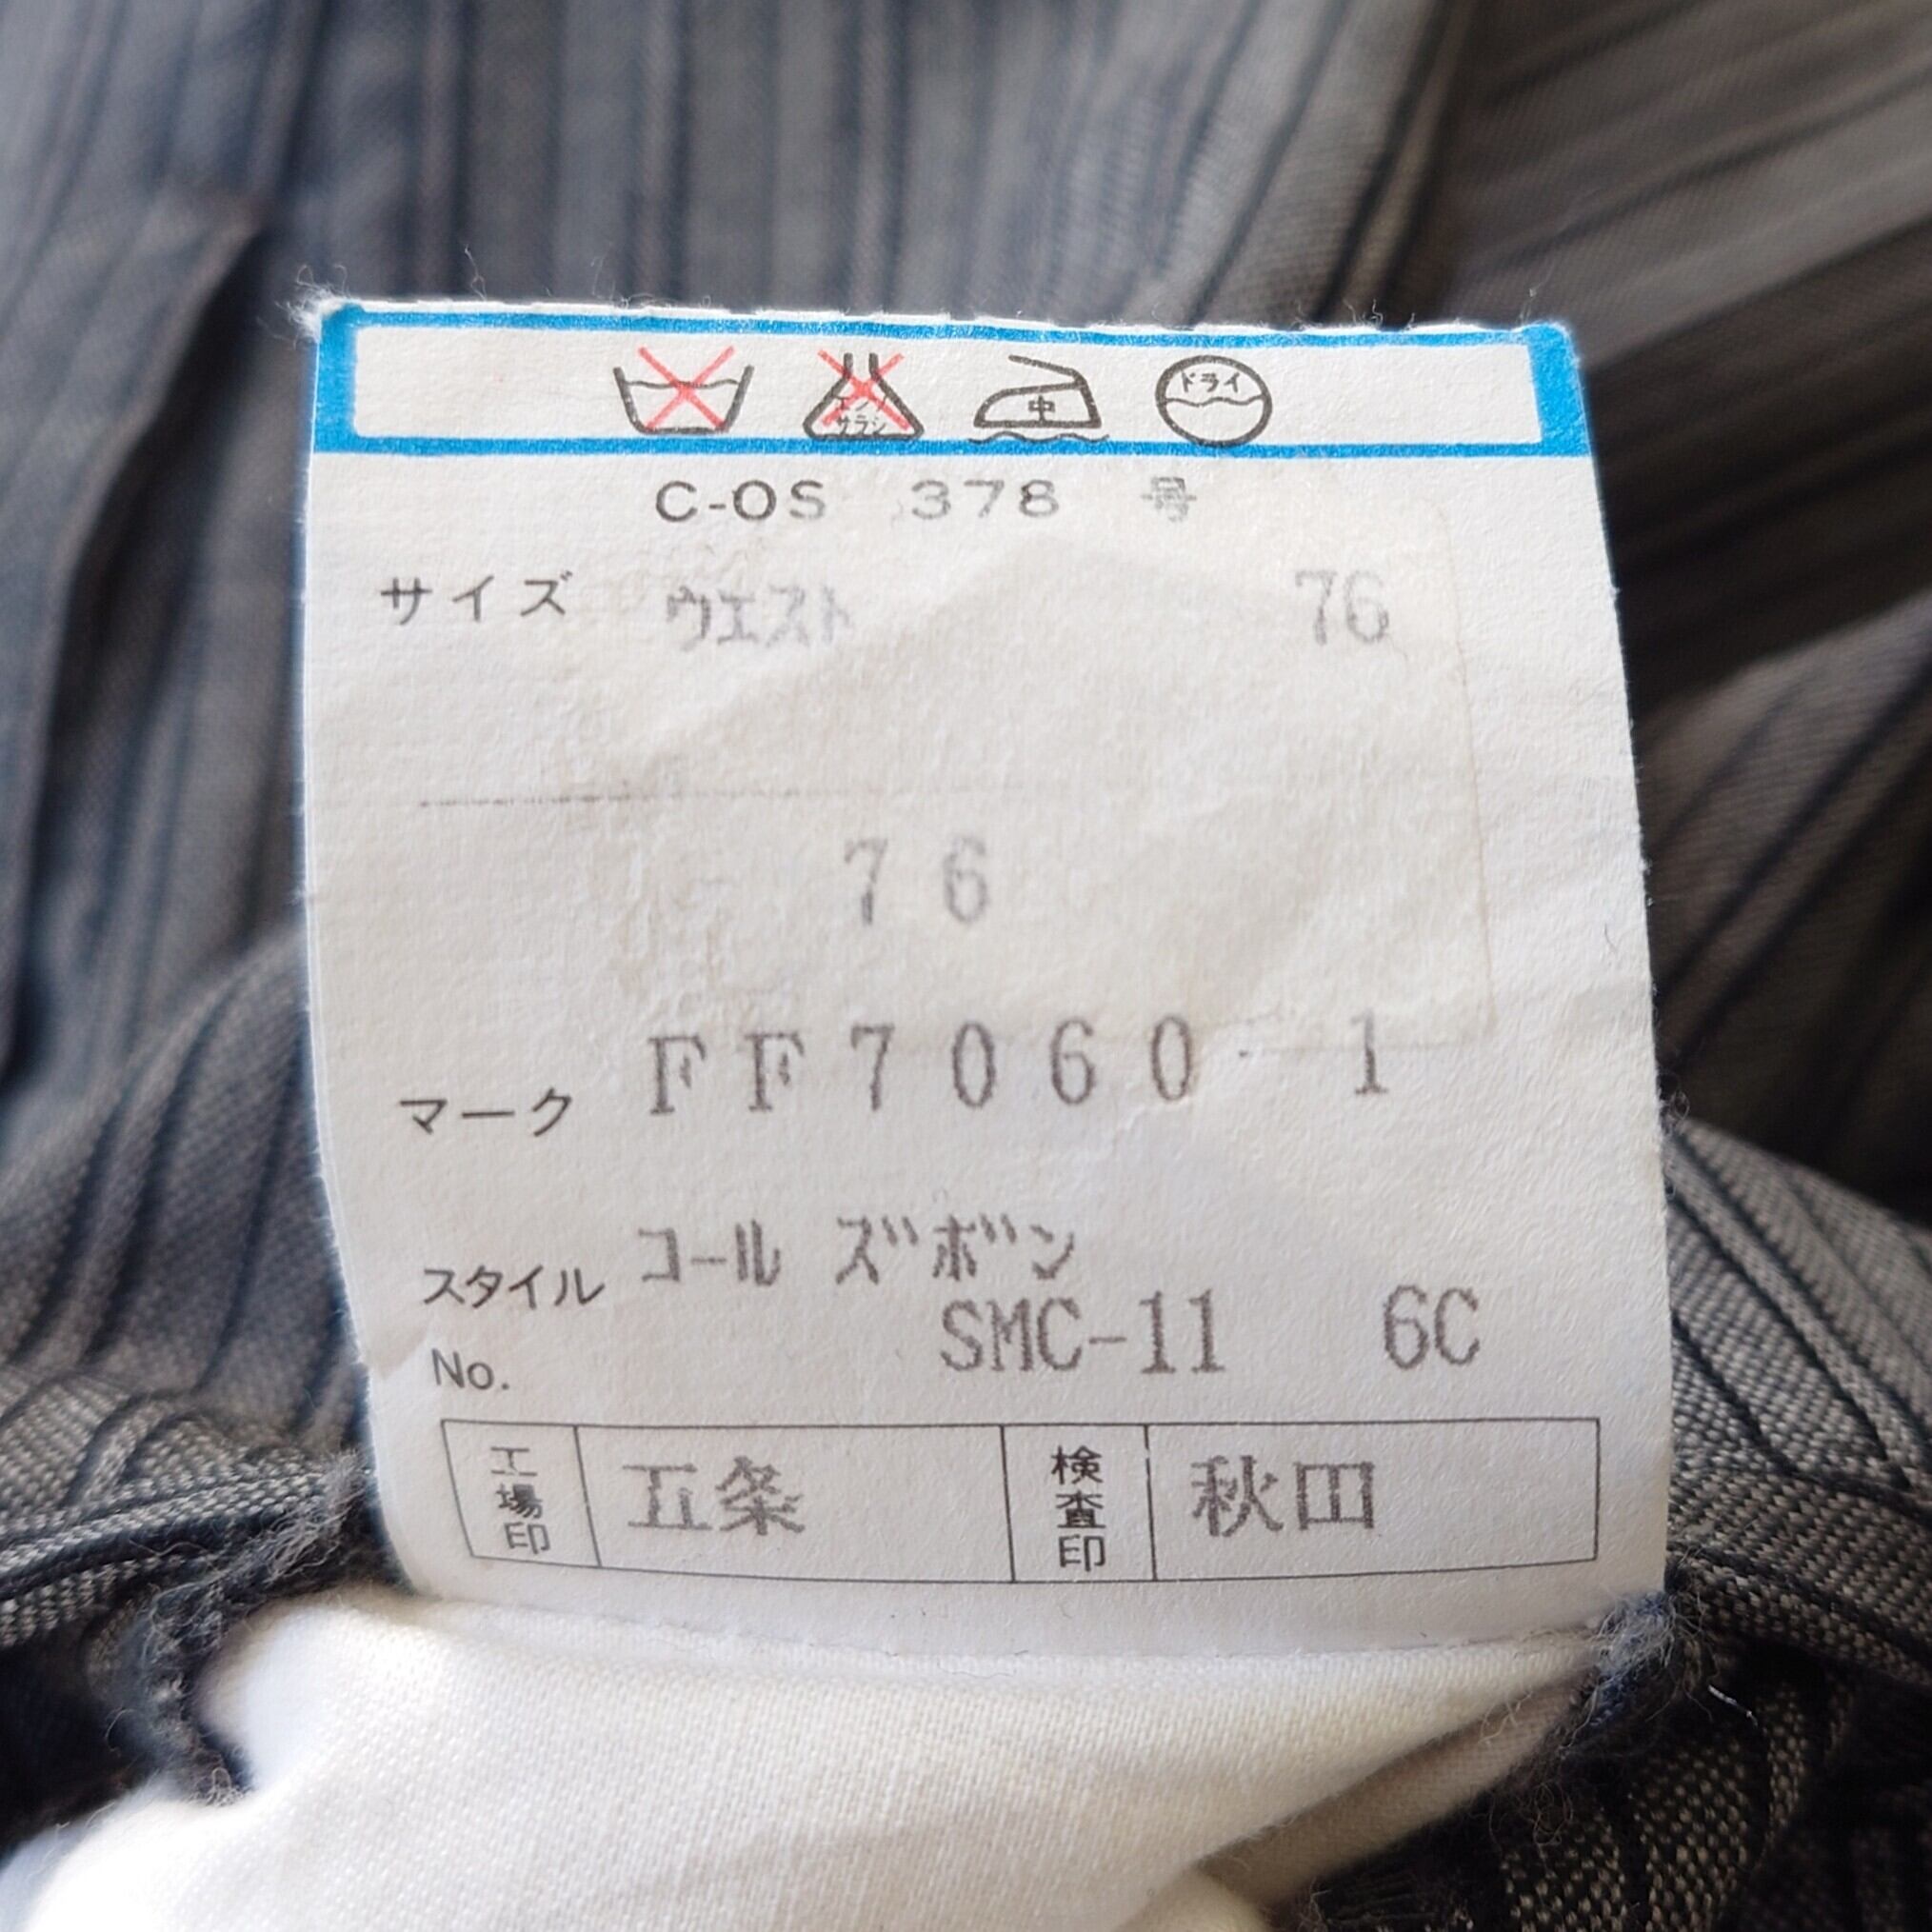 エンソ
サラシ
中
ドライ
C-OS 378 号
サイズ ウエスト 76
76
マーク FF7060 1
スタイル コール ズボン
No. SMC-11 6C
工場印 五条 検査印 秋田